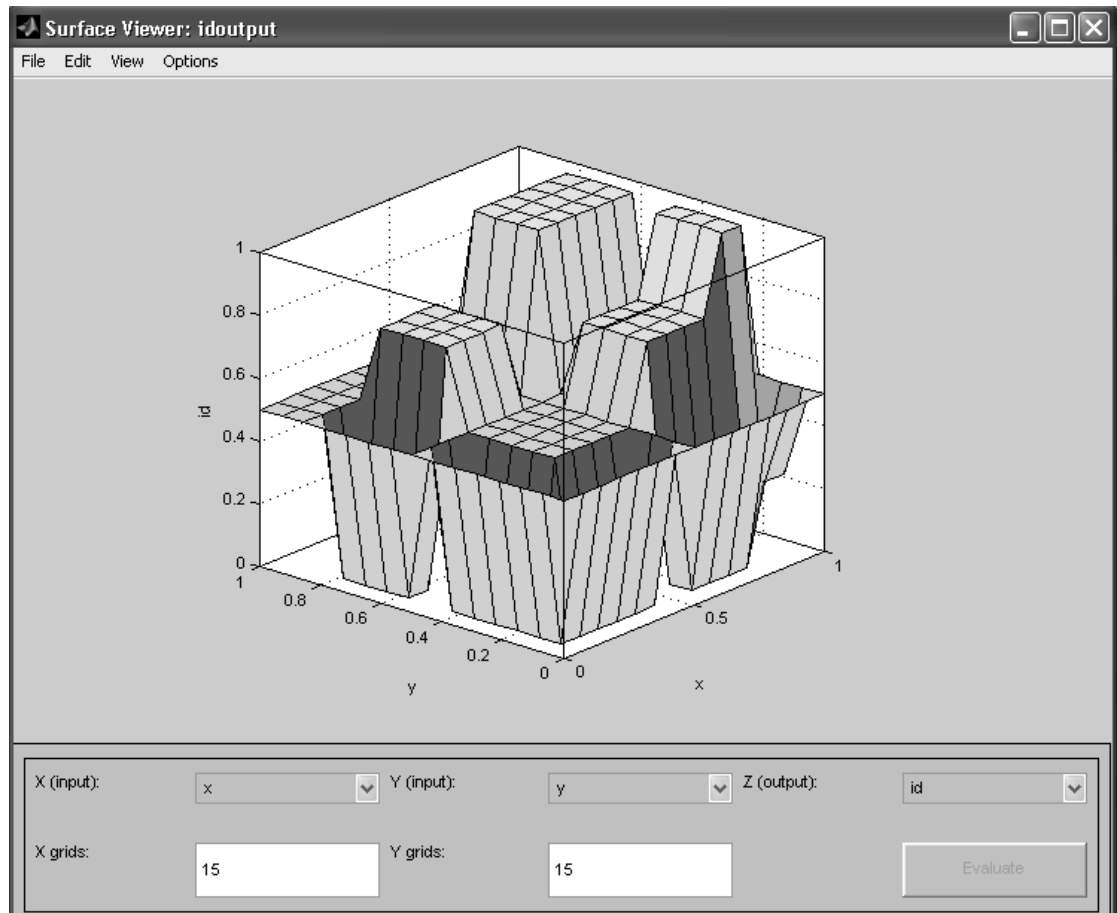 Surface Viewer: idoutput
File Edit View Options
1
0.8
0.6
0.4
0.2
0
id
1
0.8
0.6
0.4
0.2
0
y
0
0.5
1
x
X (input): x Y (input): y Z (output): id
X grids: 15 Y grids: 15 Evaluate